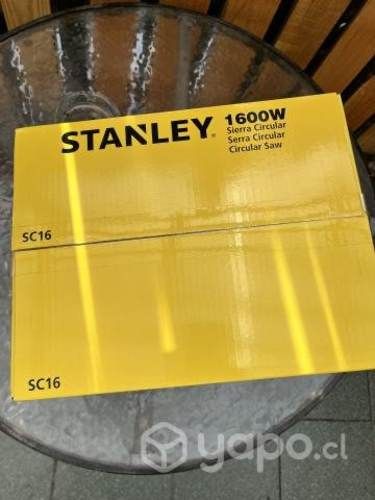 STANLEY® 1600W
Sierra Circular
Serra Circular
Circular Saw
SC16
SC16
yapo.cl